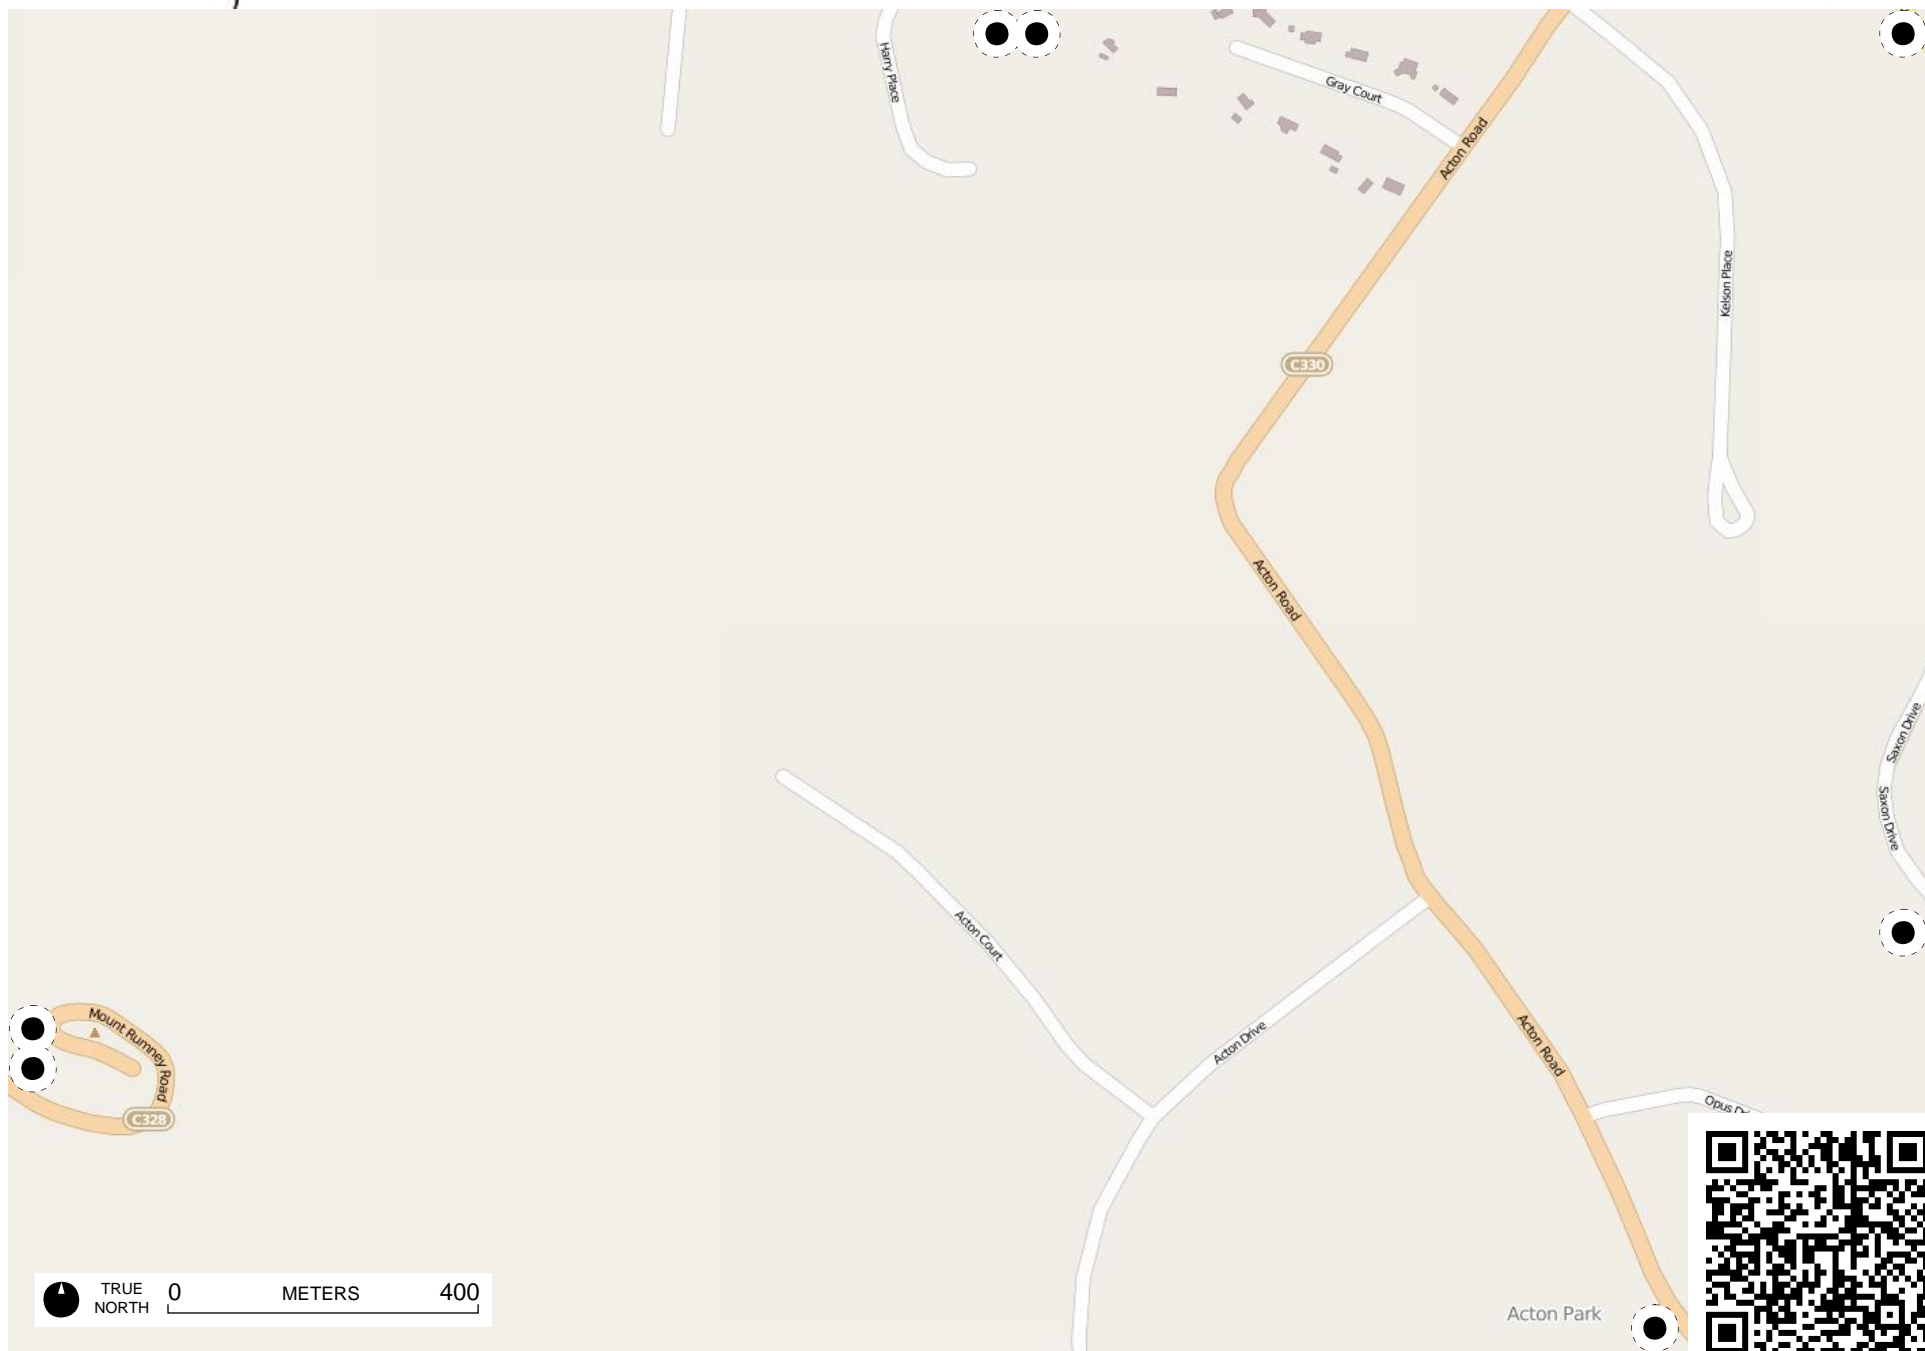 Harry Place
Gray Court
Acton Road
Kelson Place
C330
Acton Road
Saxon Drive
Saxon Drive
Acton Court
Mount Rumney Road
Acton Drive
Acton Road
C328
Opus
TRUE NORTH
0 METERS 400
Acton Park